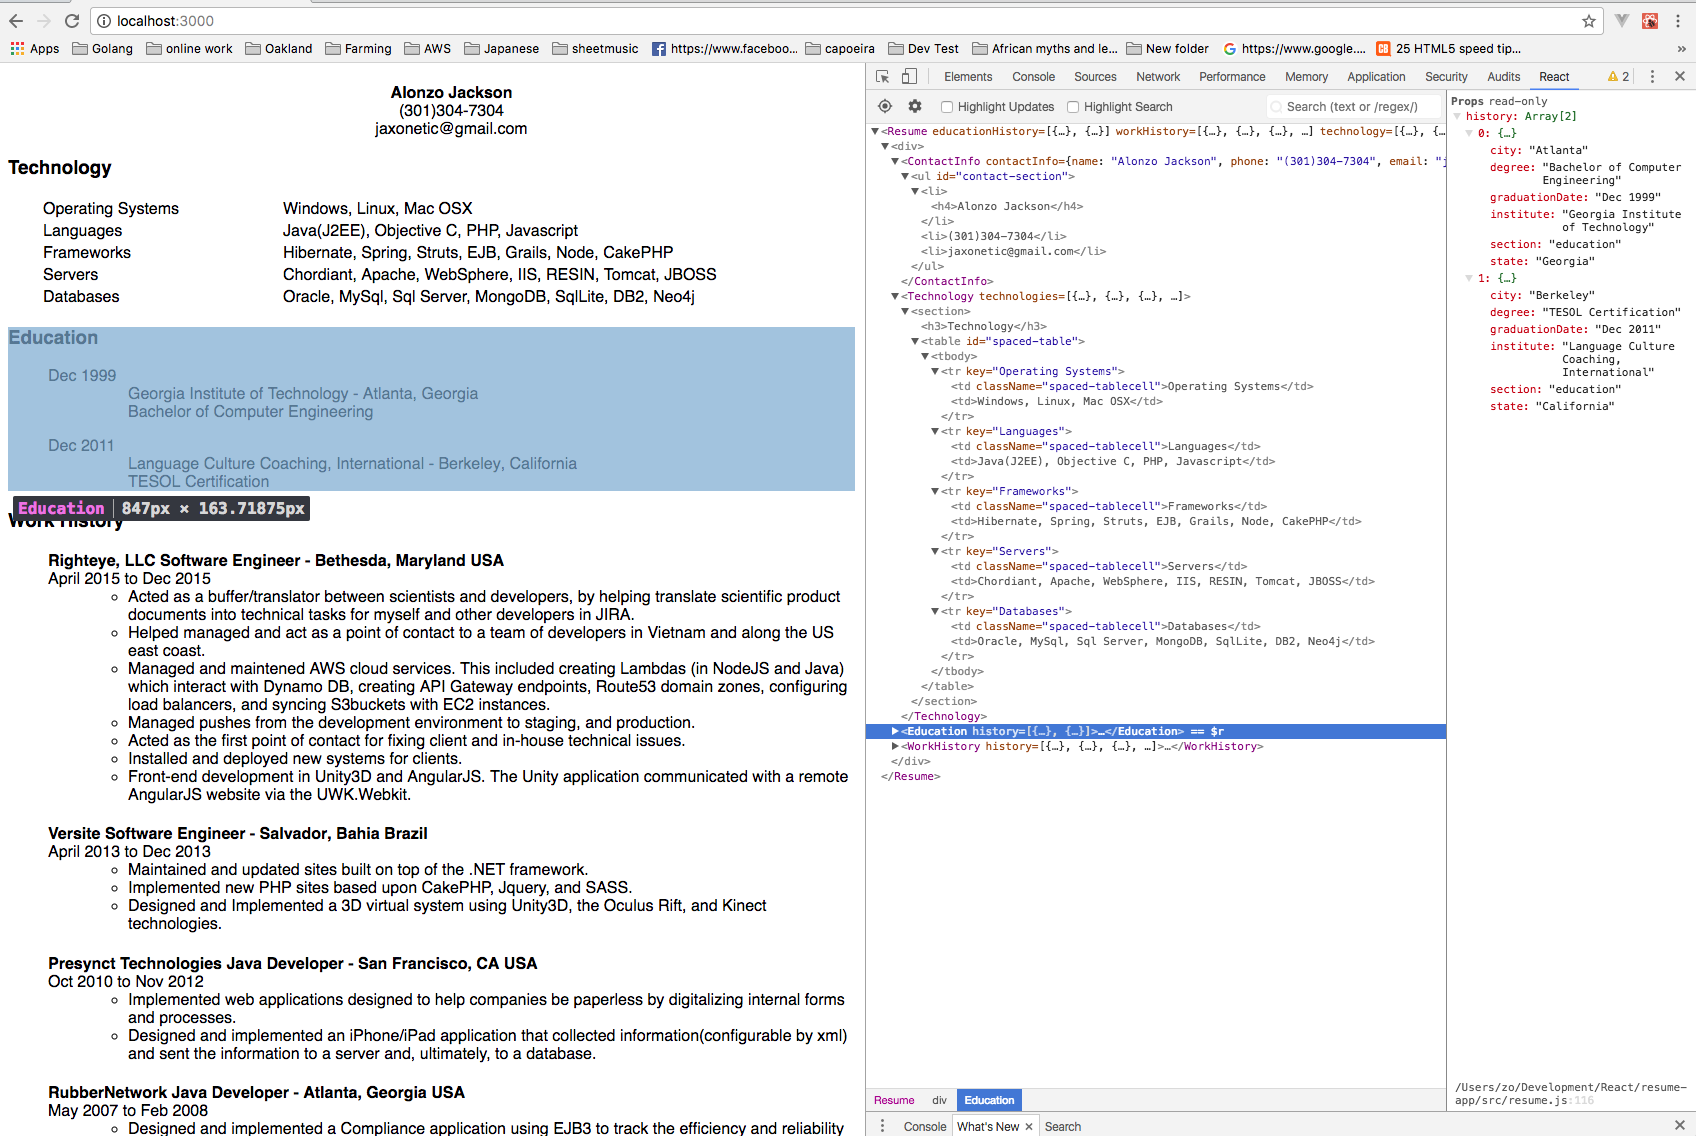 localhost:3000
Apps Golang online work Oakland Farming AWS Japanese sheetmusic https://www.faceboo... capoeira Dev Test African myths and le... New folder https://www.google.... 25 HTML5 speed tip... »
Alonzo Jackson
(301)304-7304
jaxonetic@gmail.com
Technology
Operating Systems Windows, Linux, Mac OSX
Languages Java(J2EE), Objective C, PHP, Javascript
Frameworks Hibernate, Spring, Struts, EJB, Grails, Node, CakePHP
Servers Chordiant, Apache, WebSphere, IIS, RESIN, Tomcat, JBOSS
Databases Oracle, MySql, Sql Server, MongoDB, SqlLite, DB2, Neo4j
Education
Dec 1999
Georgia Institute of Technology - Atlanta, Georgia
Bachelor of Computer Engineering
Dec 2011
Language Culture Coaching, International - Berkeley, California
TESOL Certification
Education 847px × 163.71875px
Work History
Righteye, LLC Software Engineer - Bethesda, Maryland USA
April 2015 to Dec 2015
Acted as a buffer/translator between scientists and developers, by helping translate scientific product
documents into technical tasks for myself and other developers in JIRA.
Helped managed and act as a point of contact to a team of developers in Vietnam and along the US
east coast.
Managed and maintened AWS cloud services. This included creating Lambdas (in NodeJS and Java)
which interact with Dynamo DB, creating API Gateway endpoints, Route53 domain zones, configuring
load balancers, and syncing S3buckets with EC2 instances.
Managed pushes from the development environment to staging, and production.
Acted as the first point of contact for fixing client and in-house technical issues.
Installed and deployed new systems for clients.
Front-end development in Unity3D and AngularJS. The Unity application communicated with a remote
AngularJS website via the UWK.Webkit.
Versite Software Engineer - Salvador, Bahia Brazil
April 2013 to Dec 2013
Maintained and updated sites built on top of the .NET framework.
Implemented new PHP sites based upon CakePHP, Jquery, and SASS.
Designed and Implemented a 3D virtual system using Unity3D, the Oculus Rift, and Kinect
technologies.
Presynct Technologies Java Developer - San Francisco, CA USA
Oct 2010 to Nov 2012
Implemented web applications designed to help companies be paperless by digitalizing internal forms
and processes.
Designed and implemented an iPhone/iPad application that collected information(configurable by xml)
and sent the information to a server and, ultimately, to a database.
RubberNetwork Java Developer - Atlanta, Georgia USA
May 2007 to Feb 2008
Designed and implemented a Compliance application using EJB3 to track the efficiency and reliability
Elements Console Sources Network Performance Memory Application Security Audits React 2
Highlight Updates Highlight Search Search (text or /regex/)
<Resume educationHistory=[{…}, {…}] workHistory=[{…}, {…}, {…}, …] technology=[{…}, {…
<div>
<ContactInfo contactInfo={name: "Alonzo Jackson", phone: "(301)304-7304", email: "j
<ul id="contact-section">
<li>
<h4>Alonzo Jackson</h4>
</li>
<li>(301)304-7304</li>
<li>jaxonetic@gmail.com</li>
</ul>
</ContactInfo>
<Technology technologies=[{…}, {…}, {…}, …]>
<section>
<h3>Technology</h3>
<table id="spaced-table">
<tbody>
<tr key="Operating Systems">
<td className="spaced-tablecell">Operating Systems</td>
<td>Windows, Linux, Mac OSX</td>
</tr>
<tr key="Languages">
<td className="spaced-tablecell">Languages</td>
<td>Java(J2EE), Objective C, PHP, Javascript</td>
</tr>
<tr key="Frameworks">
<td className="spaced-tablecell">Frameworks</td>
<td>Hibernate, Spring, Struts, EJB, Grails, Node, CakePHP</td>
</tr>
<tr key="Servers">
<td className="spaced-tablecell">Servers</td>
<td>Chordiant, Apache, WebSphere, IIS, RESIN, Tomcat, JBOSS</td>
</tr>
<tr key="Databases">
<td className="spaced-tablecell">Databases</td>
<td>Oracle, MySql, Sql Server, MongoDB, SqlLite, DB2, Neo4j</td>
</tr>
</tbody>
</table>
</section>
</Technology>
<Education history=[{…}, {…}]>…</Education> == $r
<WorkHistory history=[{…}, {…}, {…}, …]>…</WorkHistory>
</div>
</Resume>
Resume div Education
Console What's New × Search
Props read-only
history: Array[2]
0: {…}
city: "Atlanta"
degree: "Bachelor of Computer
Engineering"
graduationDate: "Dec 1999"
institute: "Georgia Institute
of Technology"
section: "education"
state: "Georgia"
1: {…}
city: "Berkeley"
degree: "TESOL Certification"
graduationDate: "Dec 2011"
institute: "Language Culture
Coaching,
International"
section: "education"
state: "California"
/Users/zo/Development/React/resume-
app/src/resume.js:116